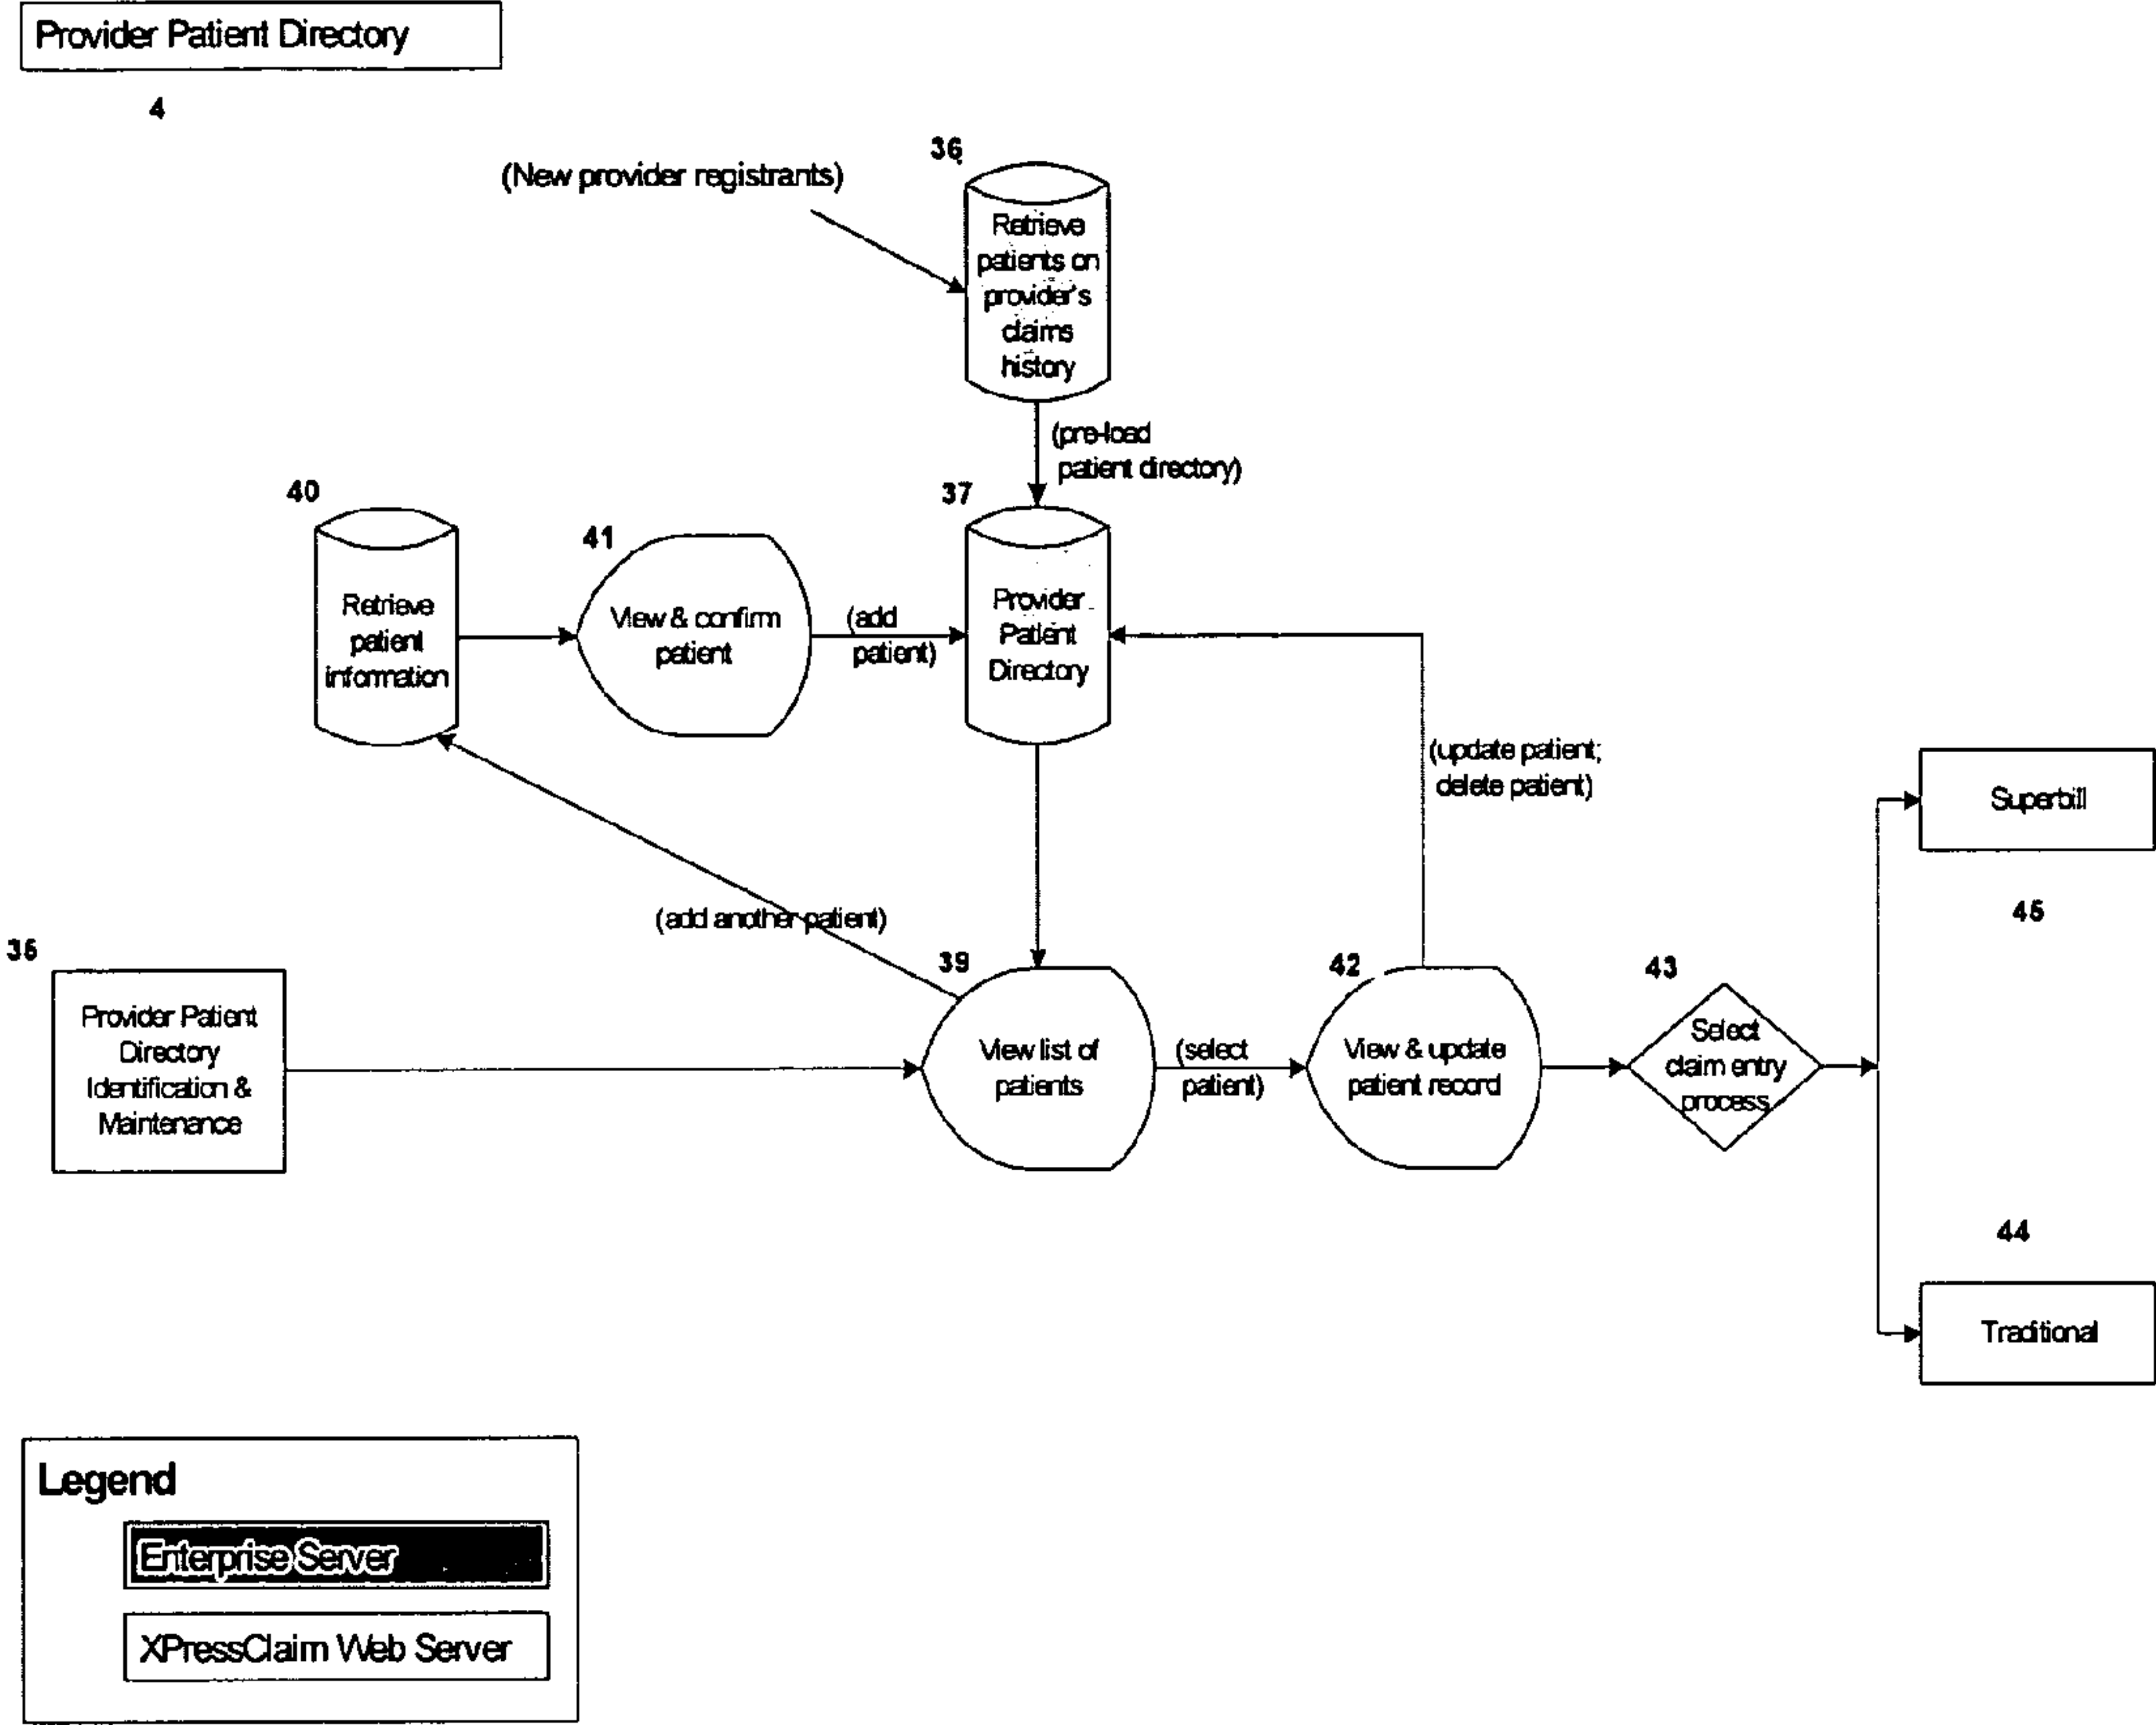 Provider Patient Directory
4
36
(New provider registrants)
Retrieve
patients on
provider's
claims
history
(pre-load
patient directory)
40
41
37
Retrieve
patient
information
View & confirm
patient
(add
patient)
Provider
Patient
Directory
(update patient;
delete patient)
Superbill
45
(add another patient)
35
39
42
43
Provider Patient
Directory
Identification &
Maintenance
View list of
patients
(select
patient)
View & update
patient record
Select
claim entry
process
44
Traditional
Legend
Enterprise Server
XPressClaim Web Server